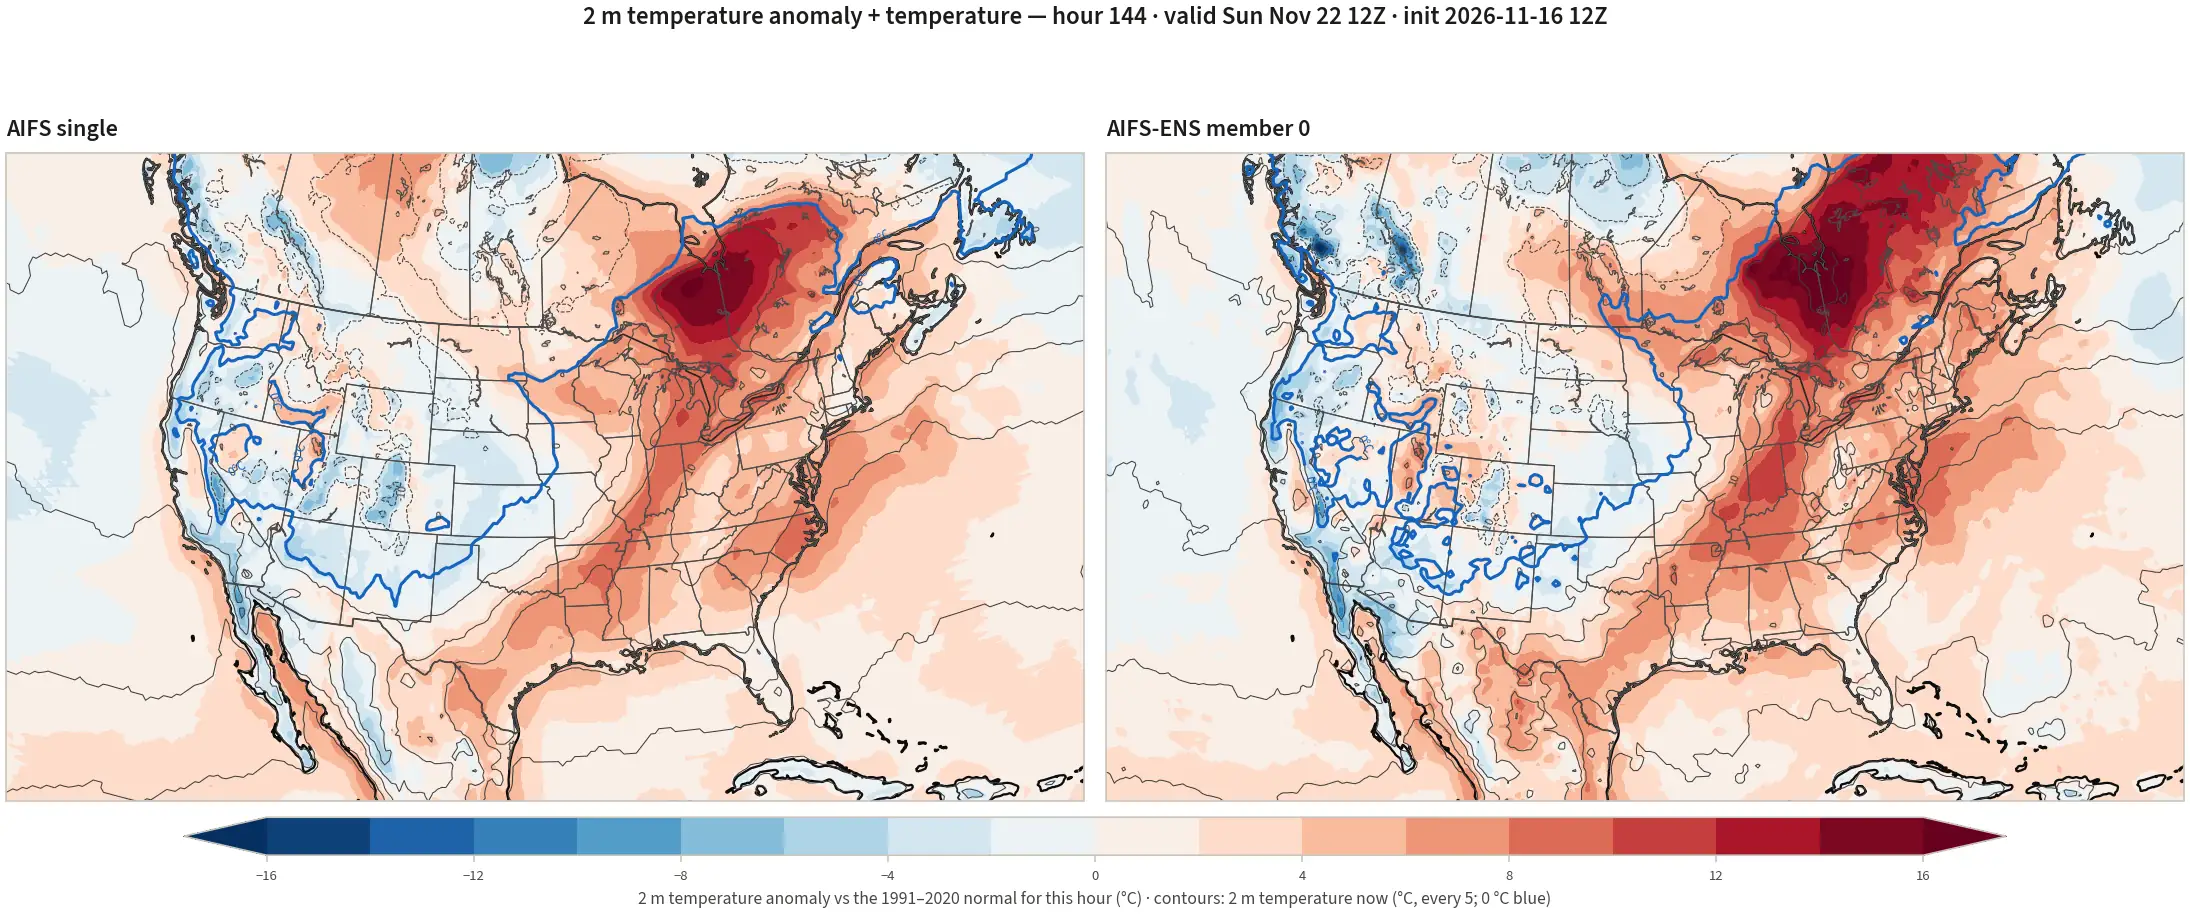 2 m temperature anomaly + temperature — hour 144 · valid Sun Nov 22 12Z · init 2026-11-16 12Z
AIFS single
AIFS-ENS member 0
−16 −12 −8 −4 0 4 8 12 16
2 m temperature anomaly vs the 1991–2020 normal for this hour (°C) · contours: 2 m temperature now (°C, every 5; 0 °C blue)